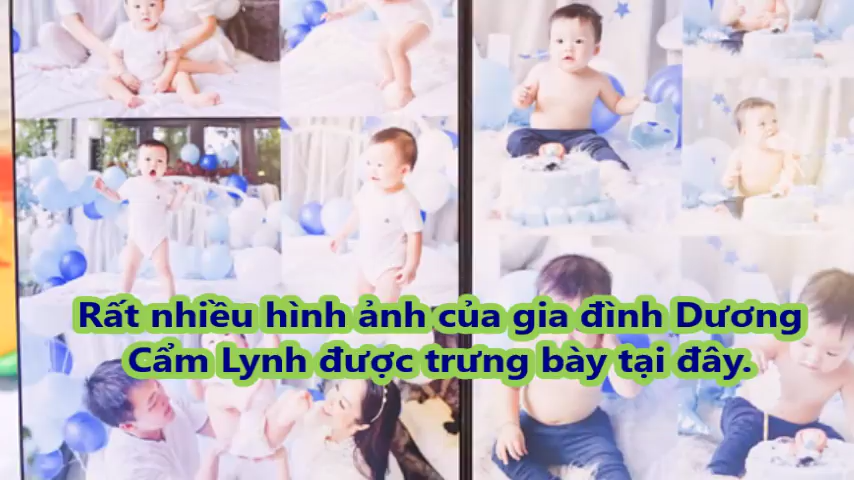 Rất nhiều hình ảnh của gia đình Dương
Cẩm Lynh được trưng bày tại đây.